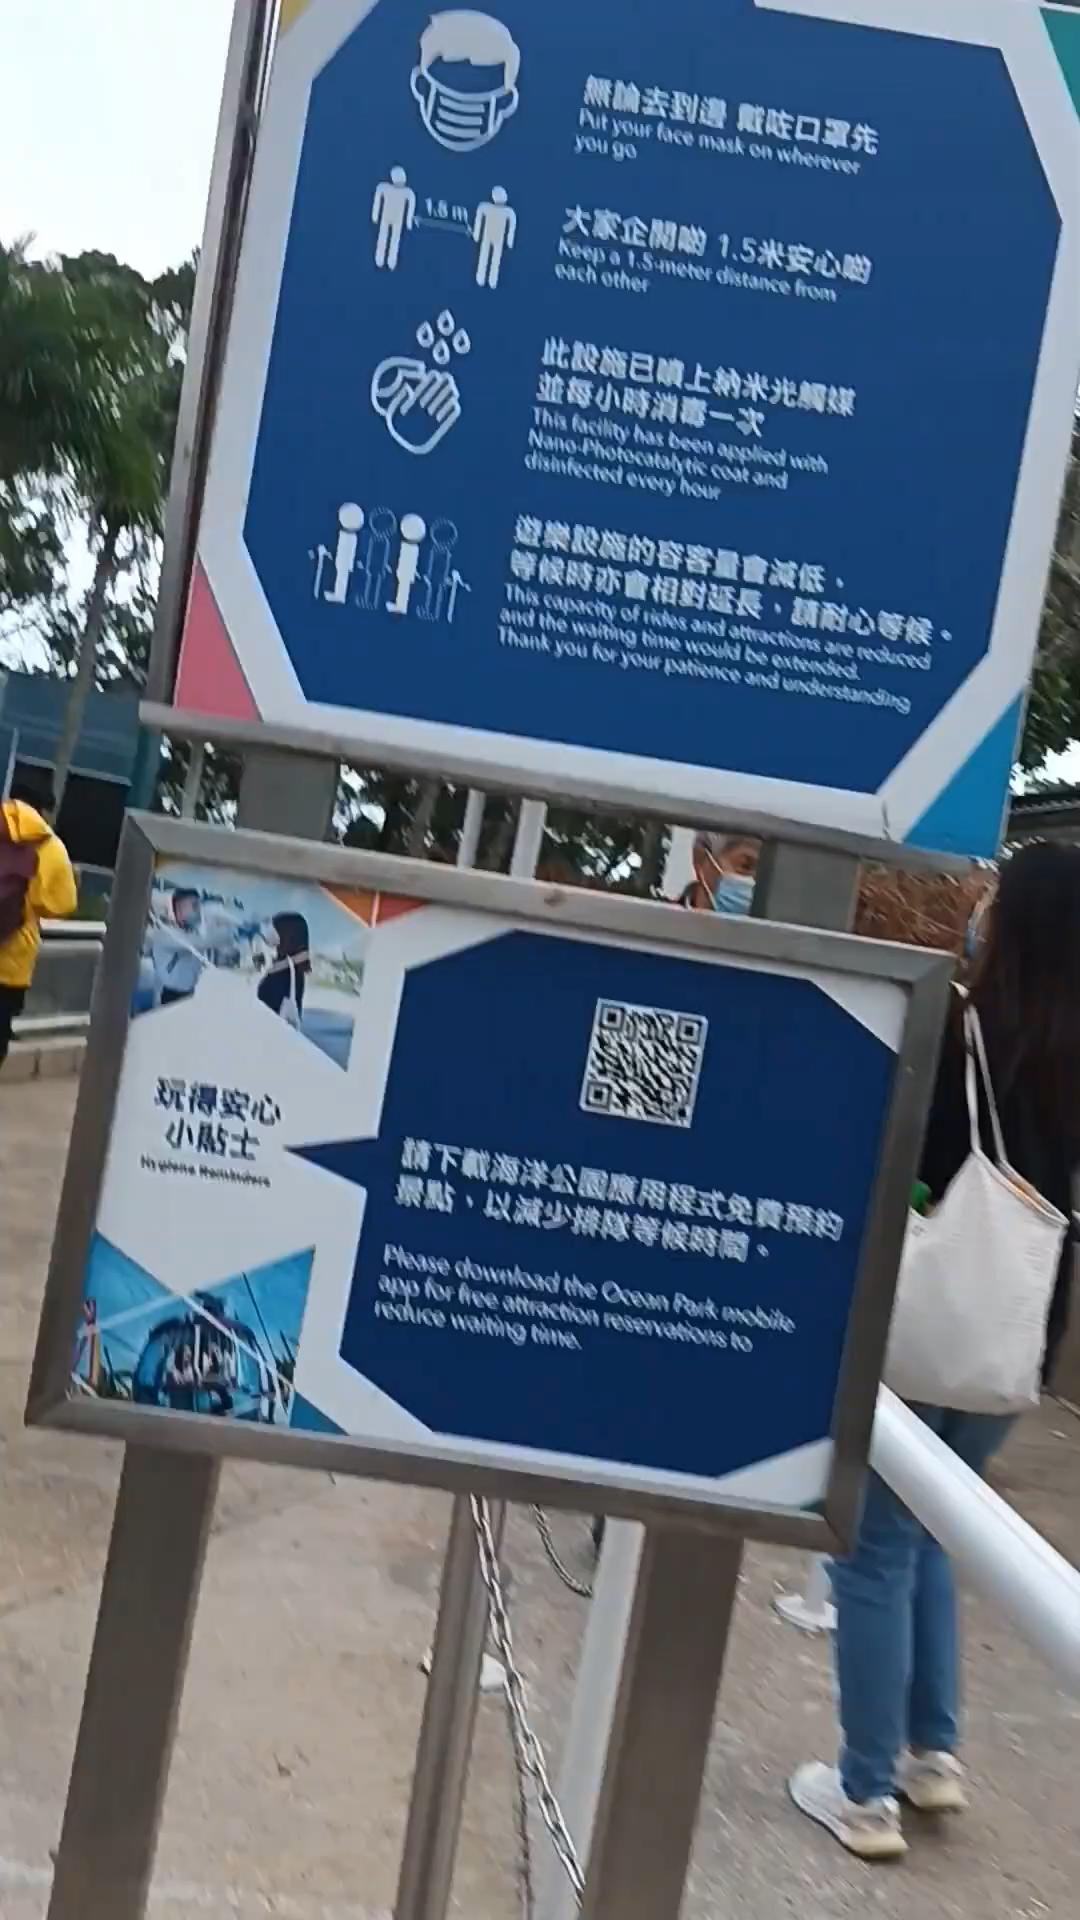 無論去到邊 戴咗口罩先
Put your face mask on wherever
you go
1.5 m
大家企開啲 1.5米安心啲
Keep a 1.5-meter distance from
each other
此設施已噴上納米光觸媒
並每小時消毒一次
This facility has been applied with
Nano-Photocatalytic coat and
disinfected every hour
遊樂設施的容客量會減低，
等候時亦會相對延長，請耐心等候。
This capacity of rides and attractions are reduced
and the waiting time would be extended.
Thank you for your patience and understanding
玩得安心
小貼士
Hygiene Reminders
請下載海洋公園應用程式免費預約
景點，以減少排隊等候時間。
Please download the Ocean Park mobile
app for free attraction reservations to
reduce waiting time.